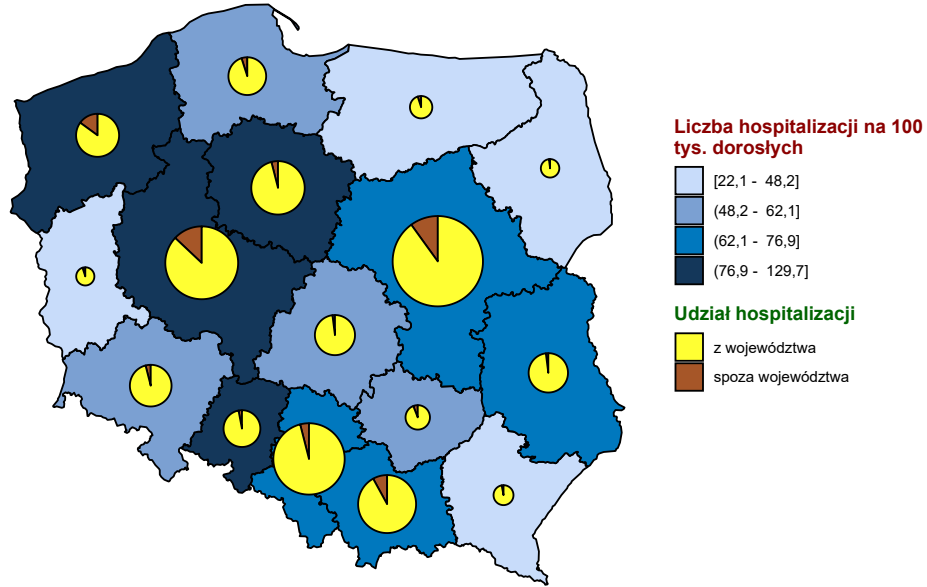 Liczba hospitalizacji na 100
tys. dorosłych
[22,1 - 48,2]
(48,2 - 62,1]
(62,1 - 76,9]
(76,9 - 129,7]
Udział hospitalizacji
z województwa
spoza województwa